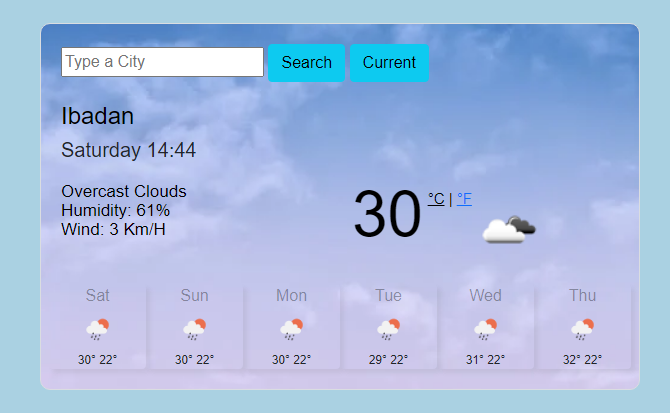 Type a City Search Current
Ibadan
Saturday 14:44
Overcast Clouds
Humidity: 61%
Wind: 3 Km/H
30 °C | °F
Sat Sun Mon Tue Wed Thu
30° 22° 30° 22° 30° 22° 29° 22° 31° 22° 32° 22°